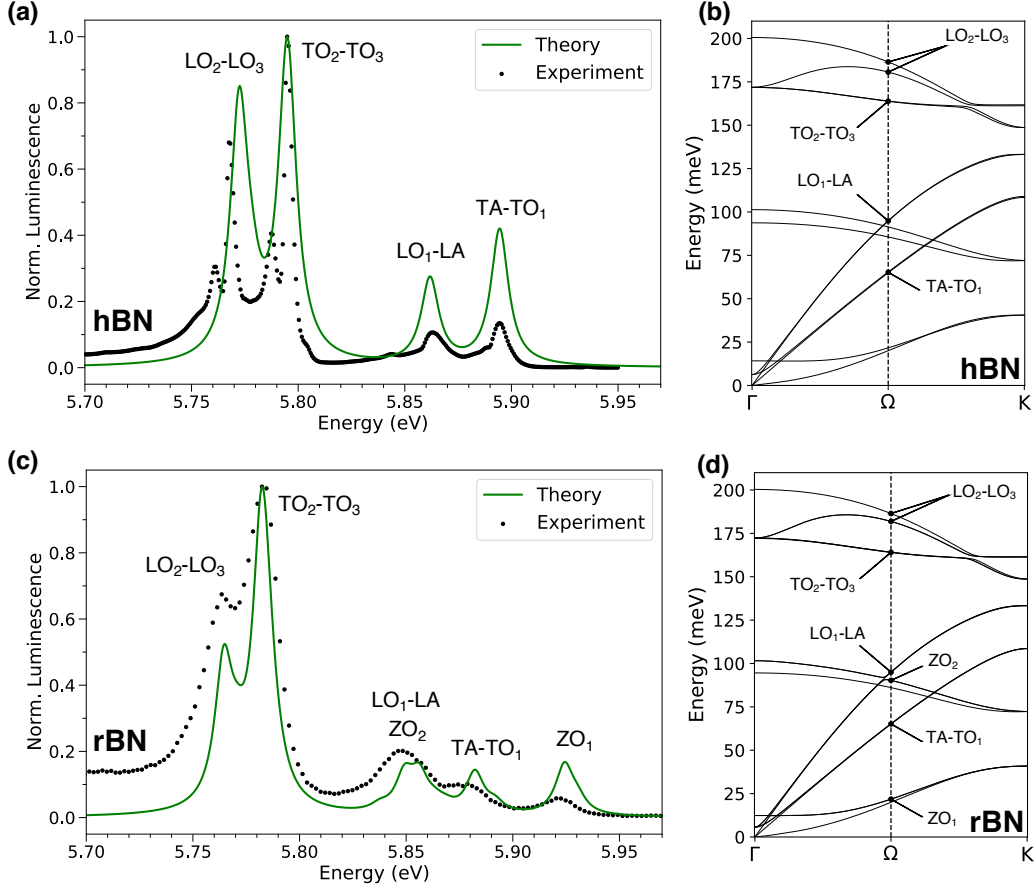 (a)
1.0
0.8
0.6
0.4
0.2
0.0
Norm. Luminescence
LO₂-LO₃
TO₂-TO₃
LO₁-LA
TA-TO₁
Theory
Experiment
hBN
5.70 5.75 5.80 5.85 5.90 5.95
Energy (eV)
(b)
200
175
150
125
100
75
50
25
0
Energy (meV)
LO₂-LO₃
TO₂-TO₃
LO₁-LA
TA-TO₁
hBN
Γ Ω K
(c)
1.0
0.8
0.6
0.4
0.2
0.0
Norm. Luminescence
TO₂-TO₃
LO₂-LO₃
LO₁-LA
ZO₂
TA-TO₁
ZO₁
Theory
Experiment
rBN
5.70 5.75 5.80 5.85 5.90 5.95
Energy (eV)
(d)
200
175
150
125
100
75
50
25
0
Energy (meV)
LO₂-LO₃
TO₂-TO₃
LO₁-LA
ZO₂
TA-TO₁
ZO₁
rBN
Γ Ω K